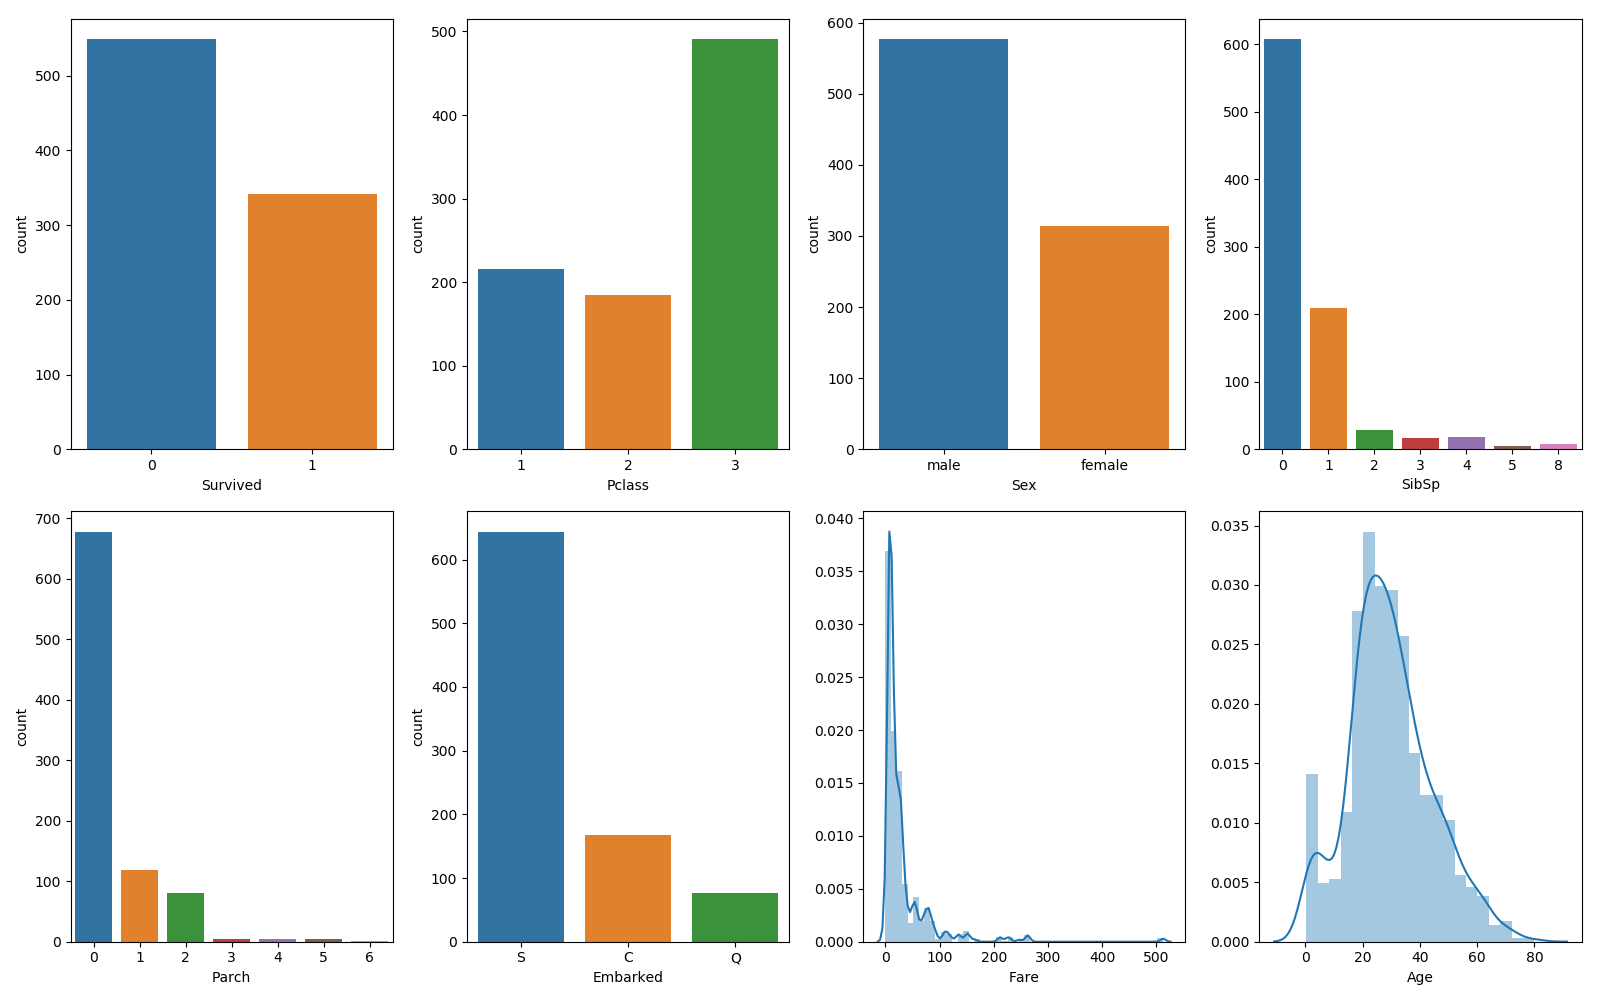 500
400
300
200
100
0
count
0 1
Survived
500
400
300
200
100
0
count
1 2 3
Pclass
600
500
400
300
200
100
0
count
male female
Sex
600
500
400
300
200
100
0
count
0 1 2 3 4 5 8
SibSp
700
600
500
400
300
200
100
0
count
0 1 2 3 4 5 6
Parch
600
500
400
300
200
100
0
count
S C Q
Embarked
0.040
0.035
0.030
0.025
0.020
0.015
0.010
0.005
0.000
0 100 200 300 400 500
Fare
0.035
0.030
0.025
0.020
0.015
0.010
0.005
0.000
0 20 40 60 80
Age